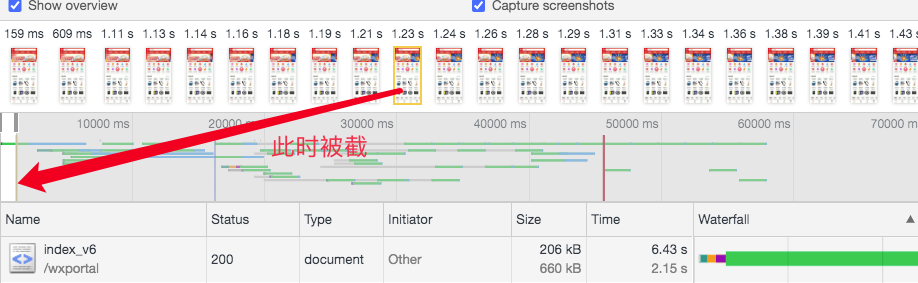 Show overview Capture screenshots
159 ms 609 ms 1.11 s 1.13 s 1.14 s 1.16 s 1.18 s 1.19 s 1.21 s 1.23 s 1.24 s 1.26 s 1.28 s 1.29 s 1.31 s 1.33 s 1.34 s 1.36 s 1.38 s 1.39 s 1.41 s 1.43 s
10000 ms 20000 ms 30000 ms 40000 ms 50000 ms 60000 ms 70000 ms
此时被截
Name Status Type Initiator Size Time Waterfall
index_v6 206 kB 6.43 s
200 document Other
/wxportal 660 kB 2.15 s